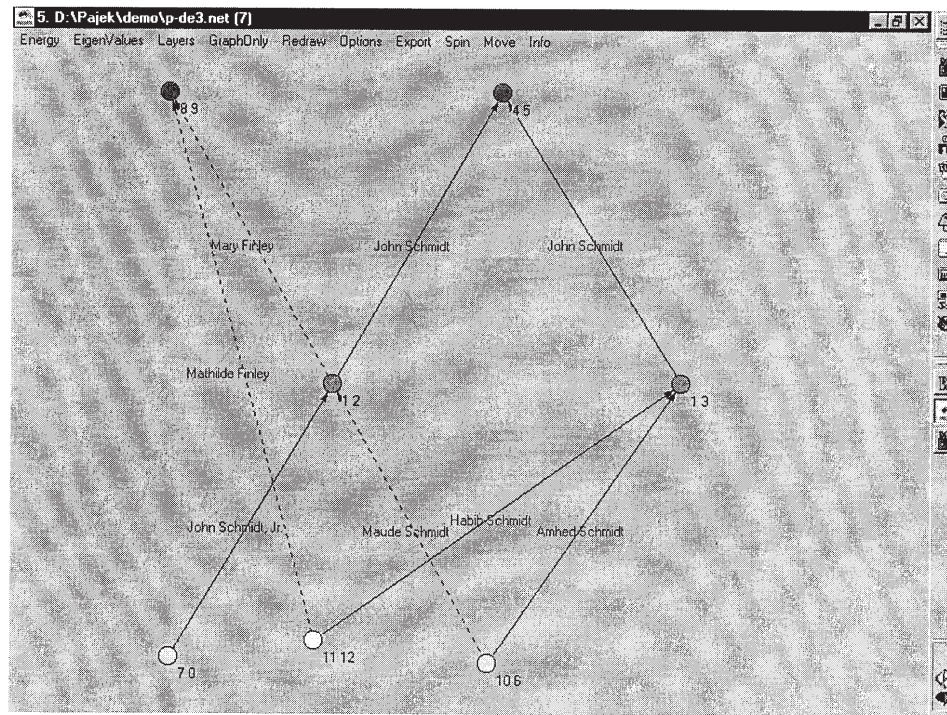 5. D:\Pajek\demo\p-de3.net (7)
Energy EigenValues Layers GraphOnly Redraw Options Export Spin Move Info
8 9
4 5
Mary Finley
John Schmidt
John Schmidt
Mathilde Finley
1 2
1 3
John Schmidt, Jr.
Maude Schmidt
Habib Schmidt
Amhed Schmidt
7 0
11 12
10 6